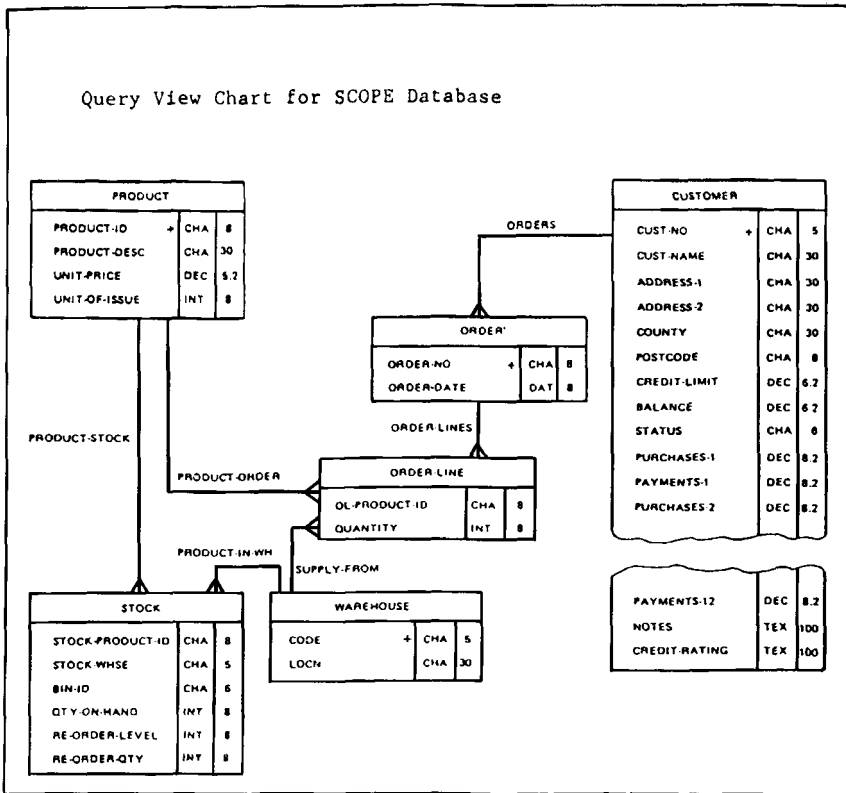 Query View Chart for SCOPE Database
PRODUCT
PRODUCT-ID + CHA 8
PRODUCT-DESC CHA 30
UNIT-PRICE DEC 5.2
UNIT-OF-ISSUE INT 8
CUSTOMER
CUST-NO + CHA 5
CUST-NAME CHA 30
ADDRESS-1 CHA 30
ADDRESS-2 CHA 30
COUNTY CHA 30
POSTCODE CHA 8
CREDIT-LIMIT DEC 6.2
BALANCE DEC 6.2
STATUS CHA 6
PURCHASES-1 DEC 8.2
PAYMENTS-1 DEC 8.2
PURCHASES-2 DEC 8.2
PAYMENTS-12 DEC 8.2
NOTES TEX 100
CREDIT-RATING TEX 100
ORDERS
ORDER'
ORDER-NO + CHA 8
ORDER-DATE DAT 8
ORDER-LINES
PRODUCT-STOCK
PRODUCT-ORDER
ORDER-LINE
OL-PRODUCT-ID CHA 8
QUANTITY INT 8
PRODUCT-IN-WH
SUPPLY-FROM
STOCK
STOCK-PRODUCT-ID CHA 8
STOCK-WHSE CHA 5
BIN-ID CHA 6
QTY-ON-HAND INT 8
RE-ORDER-LEVEL INT 8
RE-ORDER-QTY INT 8
WAREHOUSE
CODE + CHA 5
LOCN CHA 30